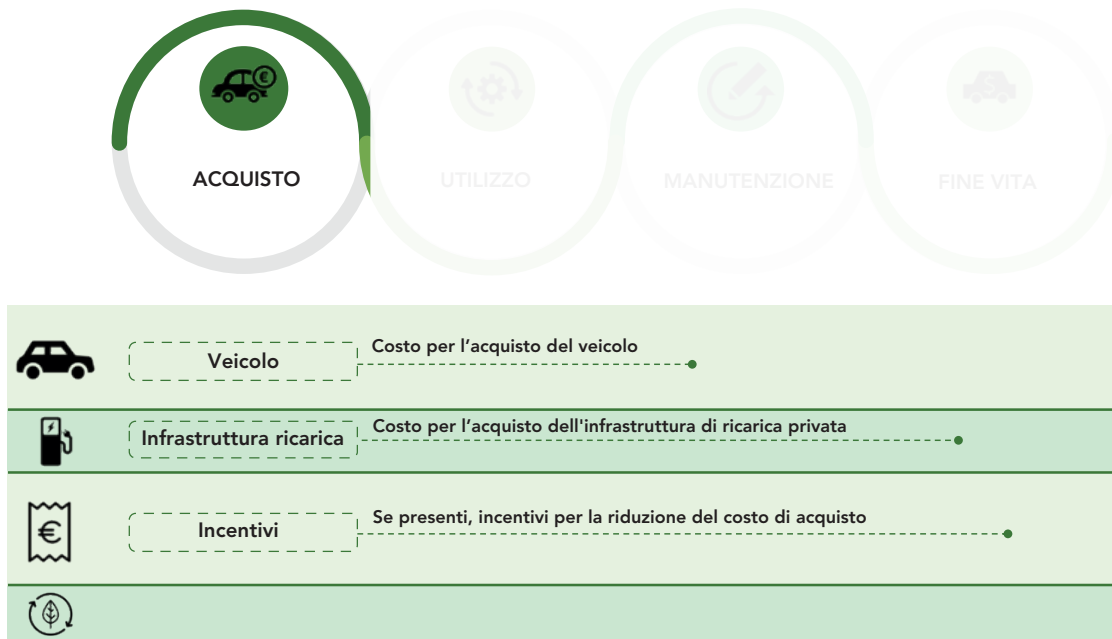 ACQUISTO
UTILIZZO
MANUTENZIONE
FINE VITA
Veicolo
Costo per l’acquisto del veicolo
Infrastruttura ricarica
Costo per l’acquisto dell'infrastruttura di ricarica privata
€
Incentivi
Se presenti, incentivi per la riduzione del costo di acquisto